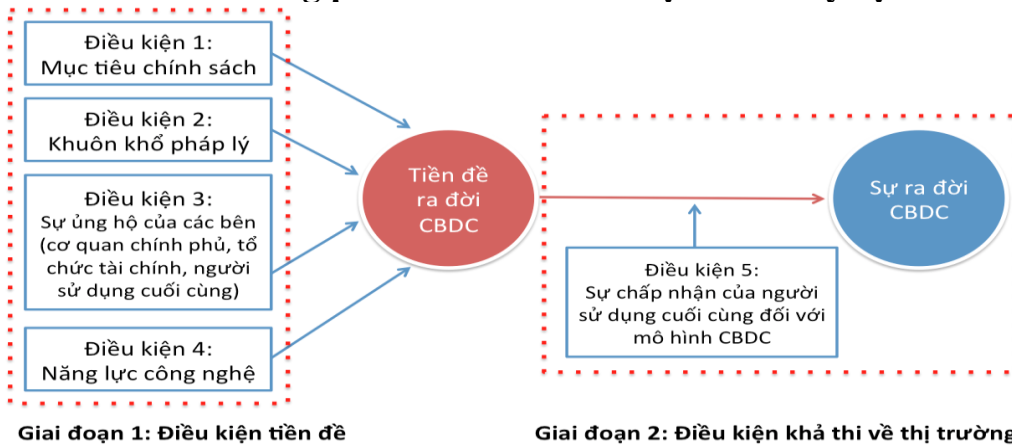 Điều kiện 1:
Mục tiêu chính sách
Điều kiện 2:
Khuôn khổ pháp lý
Điều kiện 3:
Sự ủng hộ của các bên
(cơ quan chính phủ, tổ
chức tài chính, người
sử dụng cuối cùng)
Điều kiện 4:
Năng lực công nghệ
Tiền đề
ra đời
CBDC
Sự ra đời
CBDC
Điều kiện 5:
Sự chấp nhận của người
sử dụng cuối cùng đối với
mô hình CBDC
Giai đoạn 1: Điều kiện tiền đề
Giai đoạn 2: Điều kiện khả thi về thị trường